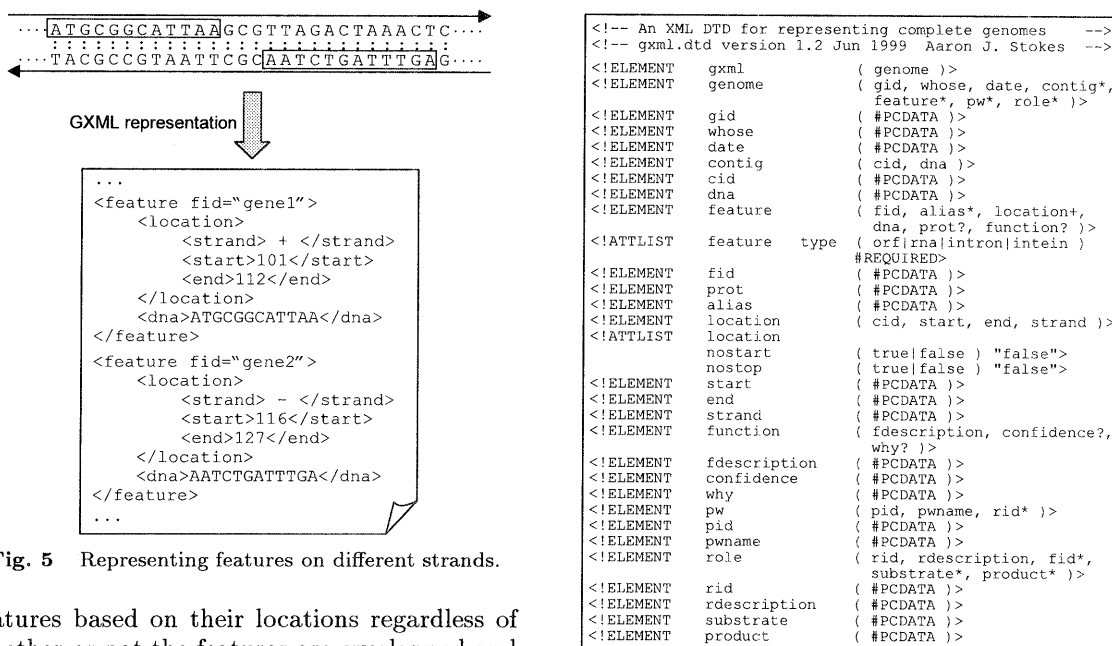 ····ATGCGGCATTAAGCGTTAGACTAAACTC····
····TACGCCGTAATTCGCAATCTGATTTGAG····
GXML representation
...
<feature fid="gene1">
<location>
<strand> + </strand>
<start>101</start>
<end>112</end>
</location>
<dna>ATGCGGCATTAA</dna>
</feature>
<feature fid="gene2">
<location>
<strand> - </strand>
<start>116</start>
<end>127</end>
</location>
<dna>AATCTGATTTGA</dna>
</feature>
...
Fig. 5 Representing features on different strands.
atures based on their locations regardless of
<!-- An XML DTD for representing complete genomes -->
<!-- gxml.dtd version 1.2 Jun 1999 Aaron J. Stokes -->
<!ELEMENT gxml ( genome )>
<!ELEMENT genome ( gid, whose, date, contig*,
feature*, pw*, role* )>
<!ELEMENT gid ( #PCDATA )>
<!ELEMENT whose ( #PCDATA )>
<!ELEMENT date ( #PCDATA )>
<!ELEMENT contig ( cid, dna )>
<!ELEMENT cid ( #PCDATA )>
<!ELEMENT dna ( #PCDATA )>
<!ELEMENT feature ( fid, alias*, location+,
dna, prot?, function? )>
<!ATTLIST feature type ( orf|rna|intron|intein )
#REQUIRED>
<!ELEMENT fid ( #PCDATA )>
<!ELEMENT prot ( #PCDATA )>
<!ELEMENT alias ( #PCDATA )>
<!ELEMENT location ( cid, start, end, strand )>
<!ATTLIST location
nostart ( true|false ) "false">
nostop ( true|false ) "false">
<!ELEMENT start ( #PCDATA )>
<!ELEMENT end ( #PCDATA )>
<!ELEMENT strand ( #PCDATA )>
<!ELEMENT function ( fdescription, confidence?,
why? )>
<!ELEMENT fdescription ( #PCDATA )>
<!ELEMENT confidence ( #PCDATA )>
<!ELEMENT why ( #PCDATA )>
<!ELEMENT pw ( pid, pwname, rid* )>
<!ELEMENT pid ( #PCDATA )>
<!ELEMENT pwname ( #PCDATA )>
<!ELEMENT role ( rid, rdescription, fid*,
substrate*, product* )>
<!ELEMENT rid ( #PCDATA )>
<!ELEMENT rdescription ( #PCDATA )>
<!ELEMENT substrate ( #PCDATA )>
<!ELEMENT product ( #PCDATA )>